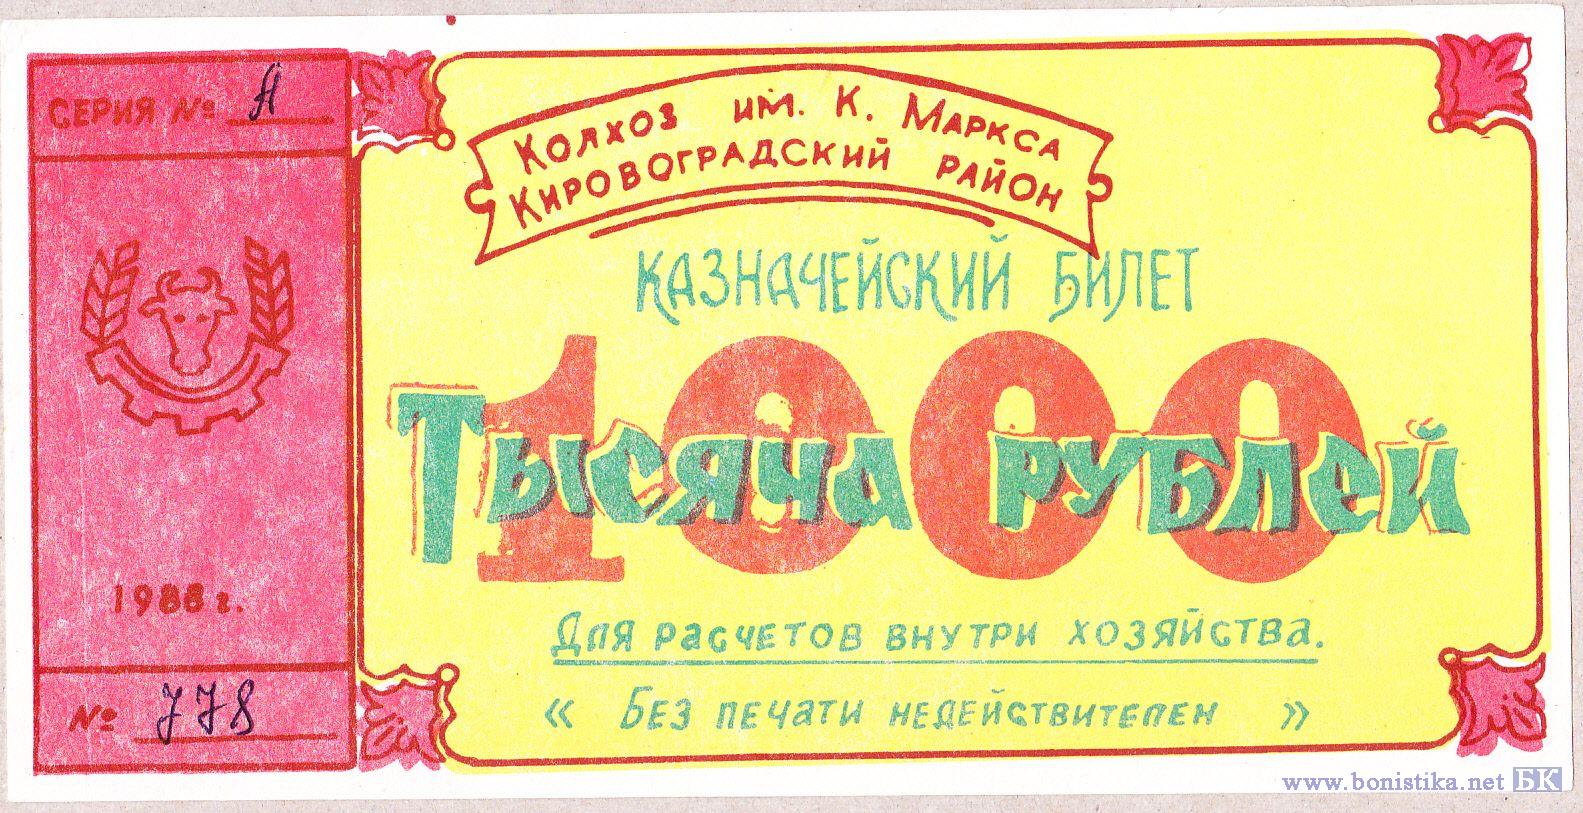 СЕРИЯ № А
1988 г.
№ 778
КОЛХОЗ ИМ. К. МАРКСА
КИРОВОГРАДСКИЙ РАЙОН
КАЗНАЧЕЙСКИЙ БИЛЕТ
1000
ТЫСЯЧА РУБЛЕЙ
ДЛЯ РАСЧЕТОВ ВНУТРИ ХОЗЯЙСТВА.
« БЕЗ ПЕЧАТИ НЕДЕЙСТВИТЕЛЕН »
www.bonistika.net БК